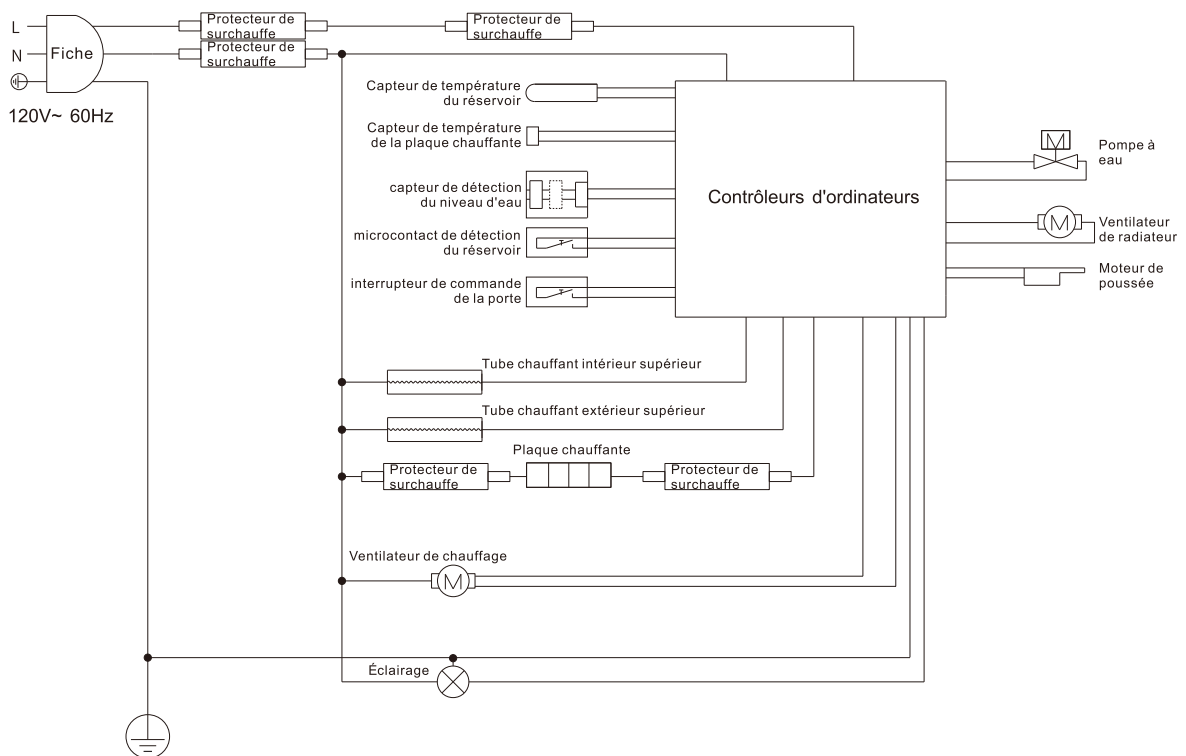 L
N
Fiche
120V~ 60Hz
Protecteur de
surchauffe
Protecteur de
surchauffe
Protecteur de
surchauffe
Capteur de température
du réservoir
Capteur de température
de la plaque chauffante
capteur de détection
du niveau d'eau
microcontact de détection
du réservoir
interrupteur de commande
de la porte
Contrôleurs d'ordinateurs
M
Pompe à
eau
M
Ventilateur
de radiateur
Moteur de
poussée
Tube chauffant intérieur supérieur
Tube chauffant extérieur supérieur
Plaque chauffante
Protecteur de
surchauffe
Protecteur de
surchauffe
Ventilateur de chauffage
M
Éclairage